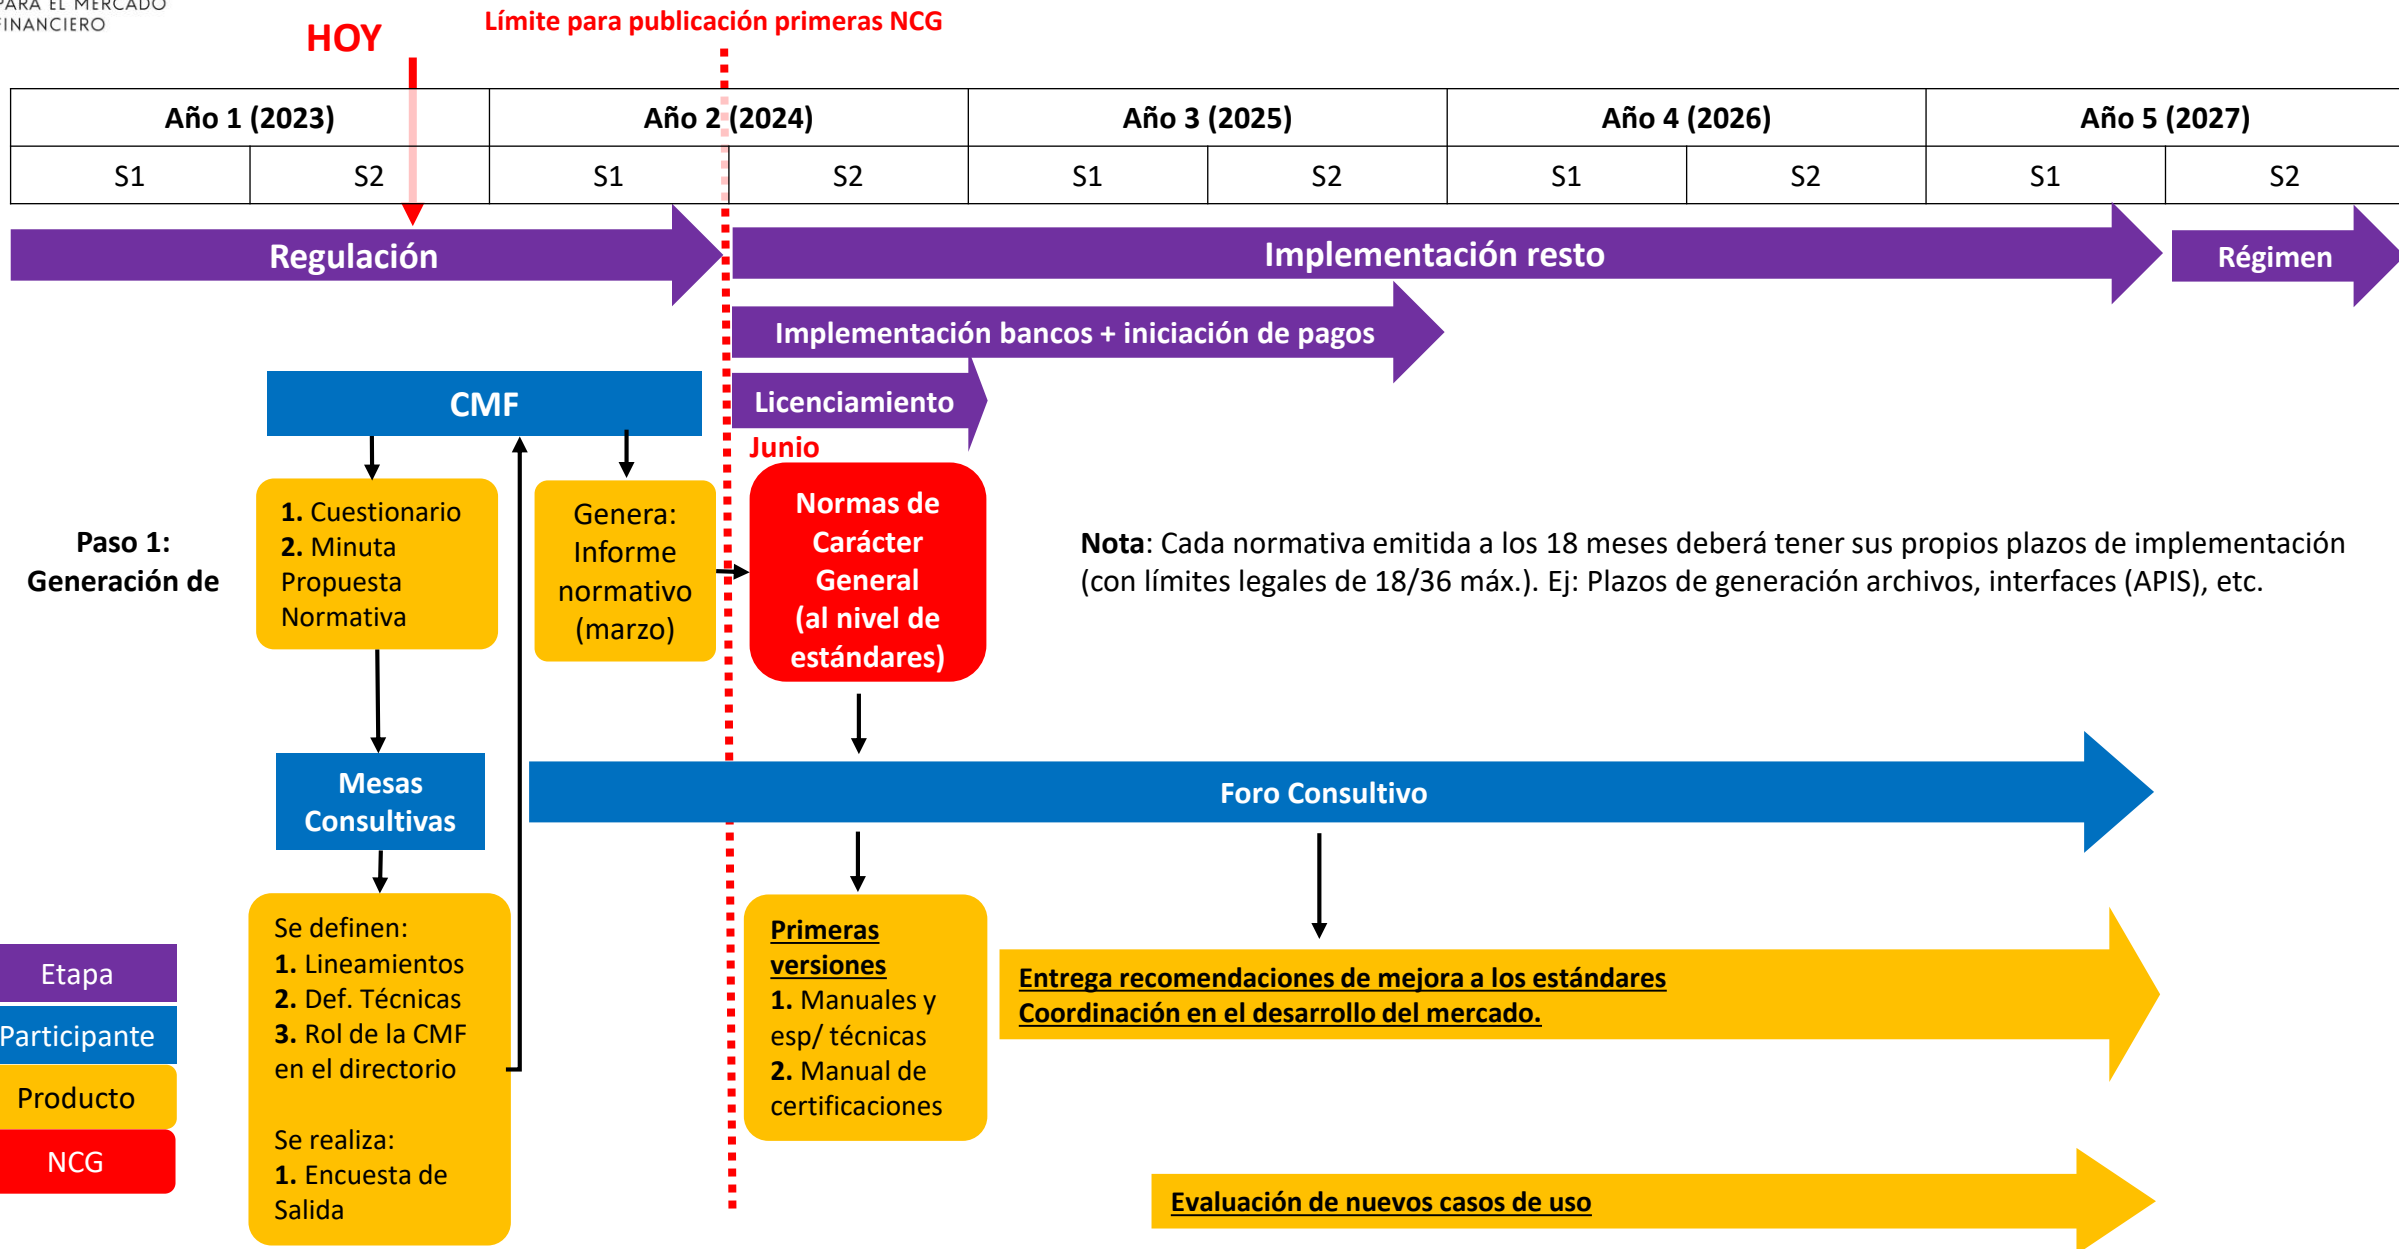 PARA EL MERCADO
FINANCIERO
HOY
Límite para publicación primeras NCG
Año 1 (2023)
Año 2 (2024)
Año 3 (2025)
Año 4 (2026)
Año 5 (2027)
S1
S2
S1
S2
S1
S2
S1
S2
S1
S2
Regulación
Implementación resto
Régimen
Implementación bancos + iniciación de pagos
CMF
Licenciamiento
Junio
Paso 1:
Generación de
1. Cuestionario
2. Minuta
Propuesta
Normativa
Genera:
Informe
normativo
(marzo)
Normas de
Carácter
General
(al nivel de
estándares)
Nota: Cada normativa emitida a los 18 meses deberá tener sus propios plazos de implementación
(con límites legales de 18/36 máx.). Ej: Plazos de generación archivos, interfaces (APIS), etc.
Mesas
Consultivas
Foro Consultivo
Se definen:
1. Lineamientos
2. Def. Técnicas
3. Rol de la CMF
en el directorio
Se realiza:
1. Encuesta de
Salida
Primeras
versiones
1. Manuales y
esp/ técnicas
2. Manual de
certificaciones
Entrega recomendaciones de mejora a los estándares
Coordinación en el desarrollo del mercado.
Evaluación de nuevos casos de uso
Etapa
Participante
Producto
NCG